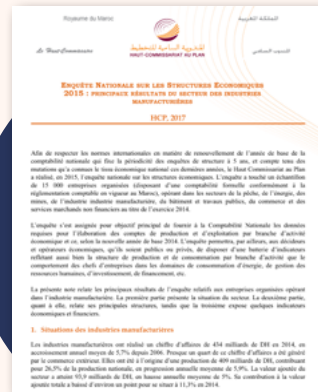 Royaume du Maroc
المملكة المغربية
Le Haut Commissaire
المندوبية السامية للتخطيط
HAUT-COMMISSARIAT AU PLAN
المندوب السامي
ENQUÊTE NATIONALE SUR LES STRUCTURES ECONOMIQUES
2015 : PRINCIPAUX RÉSULTATS DU SECTEUR DES INDUSTRIES
MANUFACTURIÈRES
HCP, 2017
Afin de respecter les normes internationales en matière de renouvellement de l'année de base de la
comptabilité nationale qui fixe la périodicité des enquêtes de structure à 5 ans, et compte tenu des
mutations qu'a connues le tissu économique national ces dernières années, le Haut Commissariat au Plan
a réalisé, en 2015, l'enquête nationale sur les structures économiques. L'enquête a touché un échantillon
de 15 000 entreprises organisées (disposant d'une comptabilité formelle conformément à la
réglementation comptable en vigueur au Maroc), opérant dans les secteurs de la pêche, de l'énergie, des
mines, de l'industrie industrie manufacturière, du bâtiment et travaux publics, du commerce et des
services marchands non financiers au titre de l'exercice 2014.
L'enquête s'est assignée pour objectif principal de fournir à la Comptabilité Nationale les données
requises pour l'élaboration des comptes de production et d'exploitation par branche d'activité
économique et ce, selon la nouvelle année de base 2014. L'enquête permettra, par ailleurs, aux décideurs
et opérateurs économiques, qu'ils soient publics ou privés, de disposer d'une batterie d'indicateurs
reflétant aussi bien la structure de production et de consommation par branche d'activité que le
comportement des chefs d'entreprises dans les domaines de consommation d'énergie, de gestion des
ressources humaines, d'investissement, de financement, etc.
La présente note relate les principaux résultats de l'enquête relatifs aux entreprises organisées opérant
dans l'industrie manufacturière. La première partie présente la situation du secteur. La deuxième partie,
quant à elle, relate ses principales structures, tandis que la troisième expose quelques indicateurs
économiques et financiers.
1. Situations des industries manufacturières
Les industries manufacturières ont réalisé un chiffre d'affaires de 434 milliards de DH en 2014, en
accroissement annuel moyen de 5,7% depuis 2006. Presque un quart de ce chiffre d'affaires a été généré
par le commerce extérieur. Elles ont été à l'origine d'une production de 409 milliards de DH, contribuant
pour 26,5% de la production nationale, en progression annuelle moyenne de 5,9%. La valeur ajoutée du
secteur a atteint 93,9 milliards de DH, en hausse annuelle moyenne de 5%. Sa contribution à la valeur
ajoutée totale a baissé d'environ un point pour se situer à 11,3% en 2014.